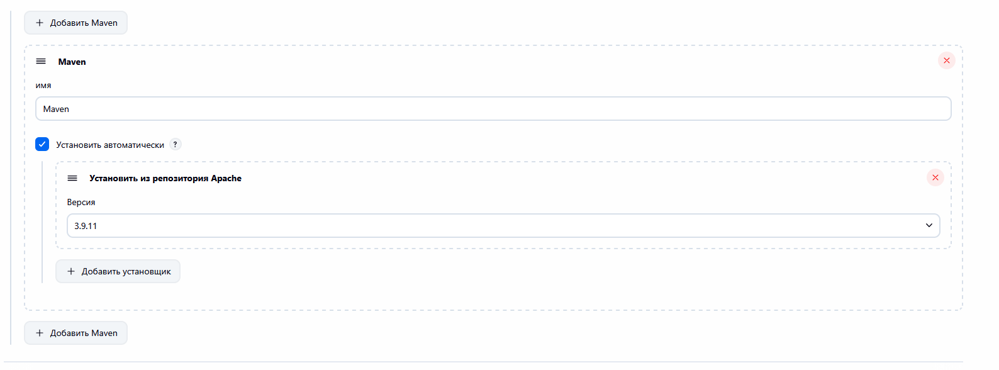 Добавить Maven
Maven
имя
Maven
Установить автоматически ?
Установить из репозитория Apache
Версия
3.9.11
Добавить установщик
Добавить Maven